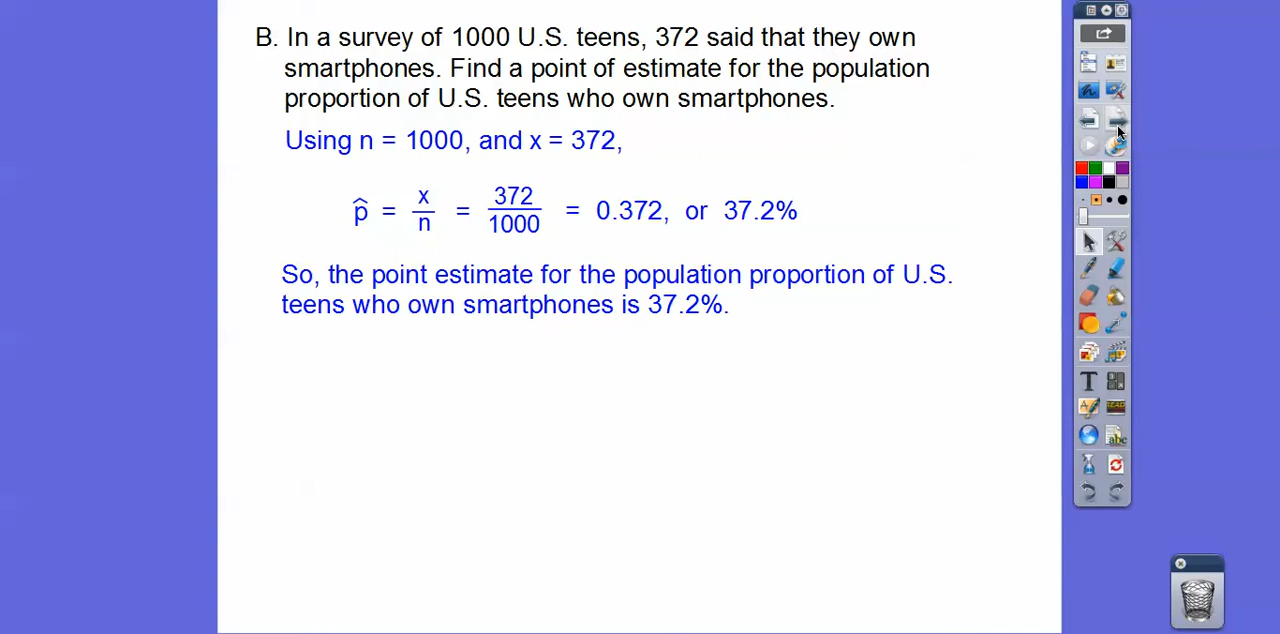 B. In a survey of 1000 U.S. teens, 372 said that they own
smartphones. Find a point of estimate for the population
proportion of U.S. teens who own smartphones.
Using n = 1000, and x = 372,
p̂ = x/n = 372/1000 = 0.372, or 37.2%
So, the point estimate for the population proportion of U.S.
teens who own smartphones is 37.2%.